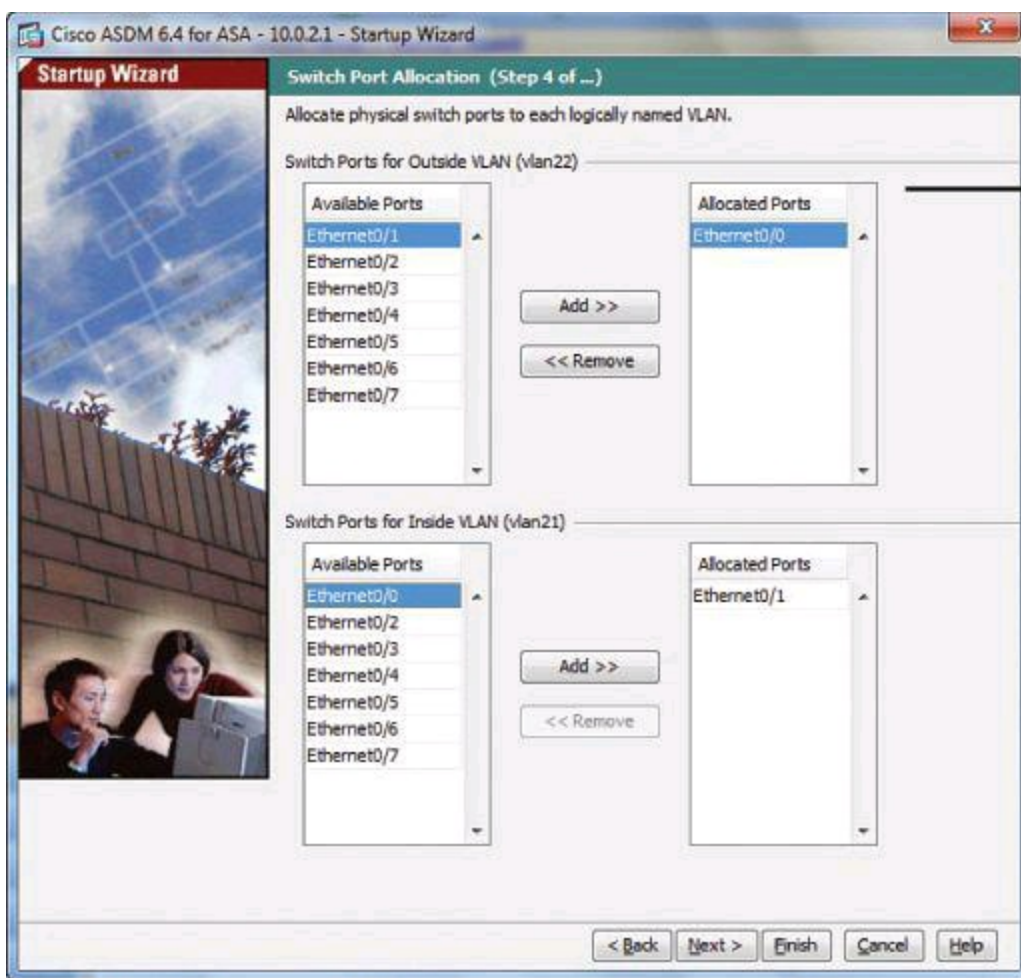 Cisco ASDM 6.4 for ASA - 10.0.2.1 - Startup Wizard
Startup Wizard
Switch Port Allocation (Step 4 of ...)
Allocate physical switch ports to each logically named VLAN.
Switch Ports for Outside VLAN (vlan22)
Available Ports
Ethernet0/1
Ethernet0/2
Ethernet0/3
Ethernet0/4
Ethernet0/5
Ethernet0/6
Ethernet0/7
Add >>
<< Remove
Allocated Ports
Ethernet0/0
Switch Ports for Inside VLAN (vlan21)
Available Ports
Ethernet0/0
Ethernet0/2
Ethernet0/3
Ethernet0/4
Ethernet0/5
Ethernet0/6
Ethernet0/7
Add >>
<< Remove
Allocated Ports
Ethernet0/1
< Back Next > Finish Cancel Help